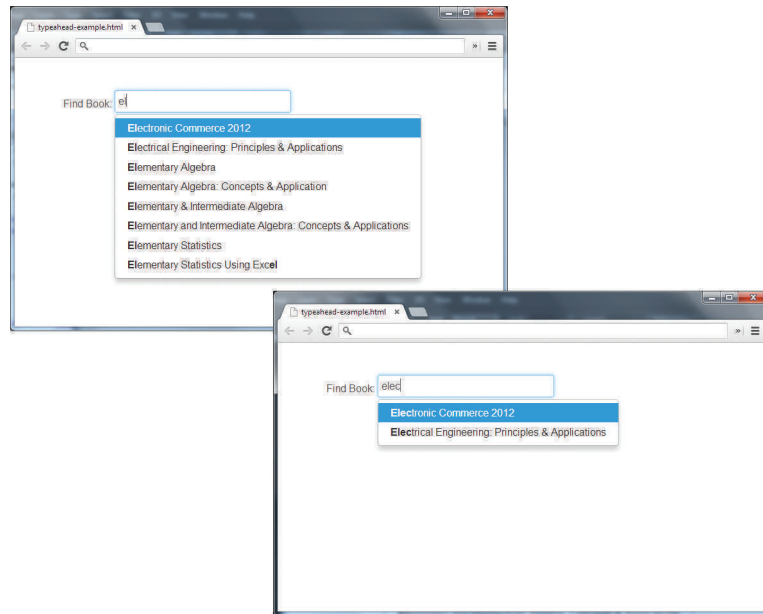 typeahead-example.html
Find Book: el
Electronic Commerce 2012
Electrical Engineering: Principles & Applications
Elementary Algebra
Elementary Algebra: Concepts & Application
Elementary & Intermediate Algebra
Elementary and Intermediate Algebra: Concepts & Applications
Elementary Statistics
Elementary Statistics Using Excel
typeahead-example.html
Find Book: elec
Electronic Commerce 2012
Electrical Engineering: Principles & Applications